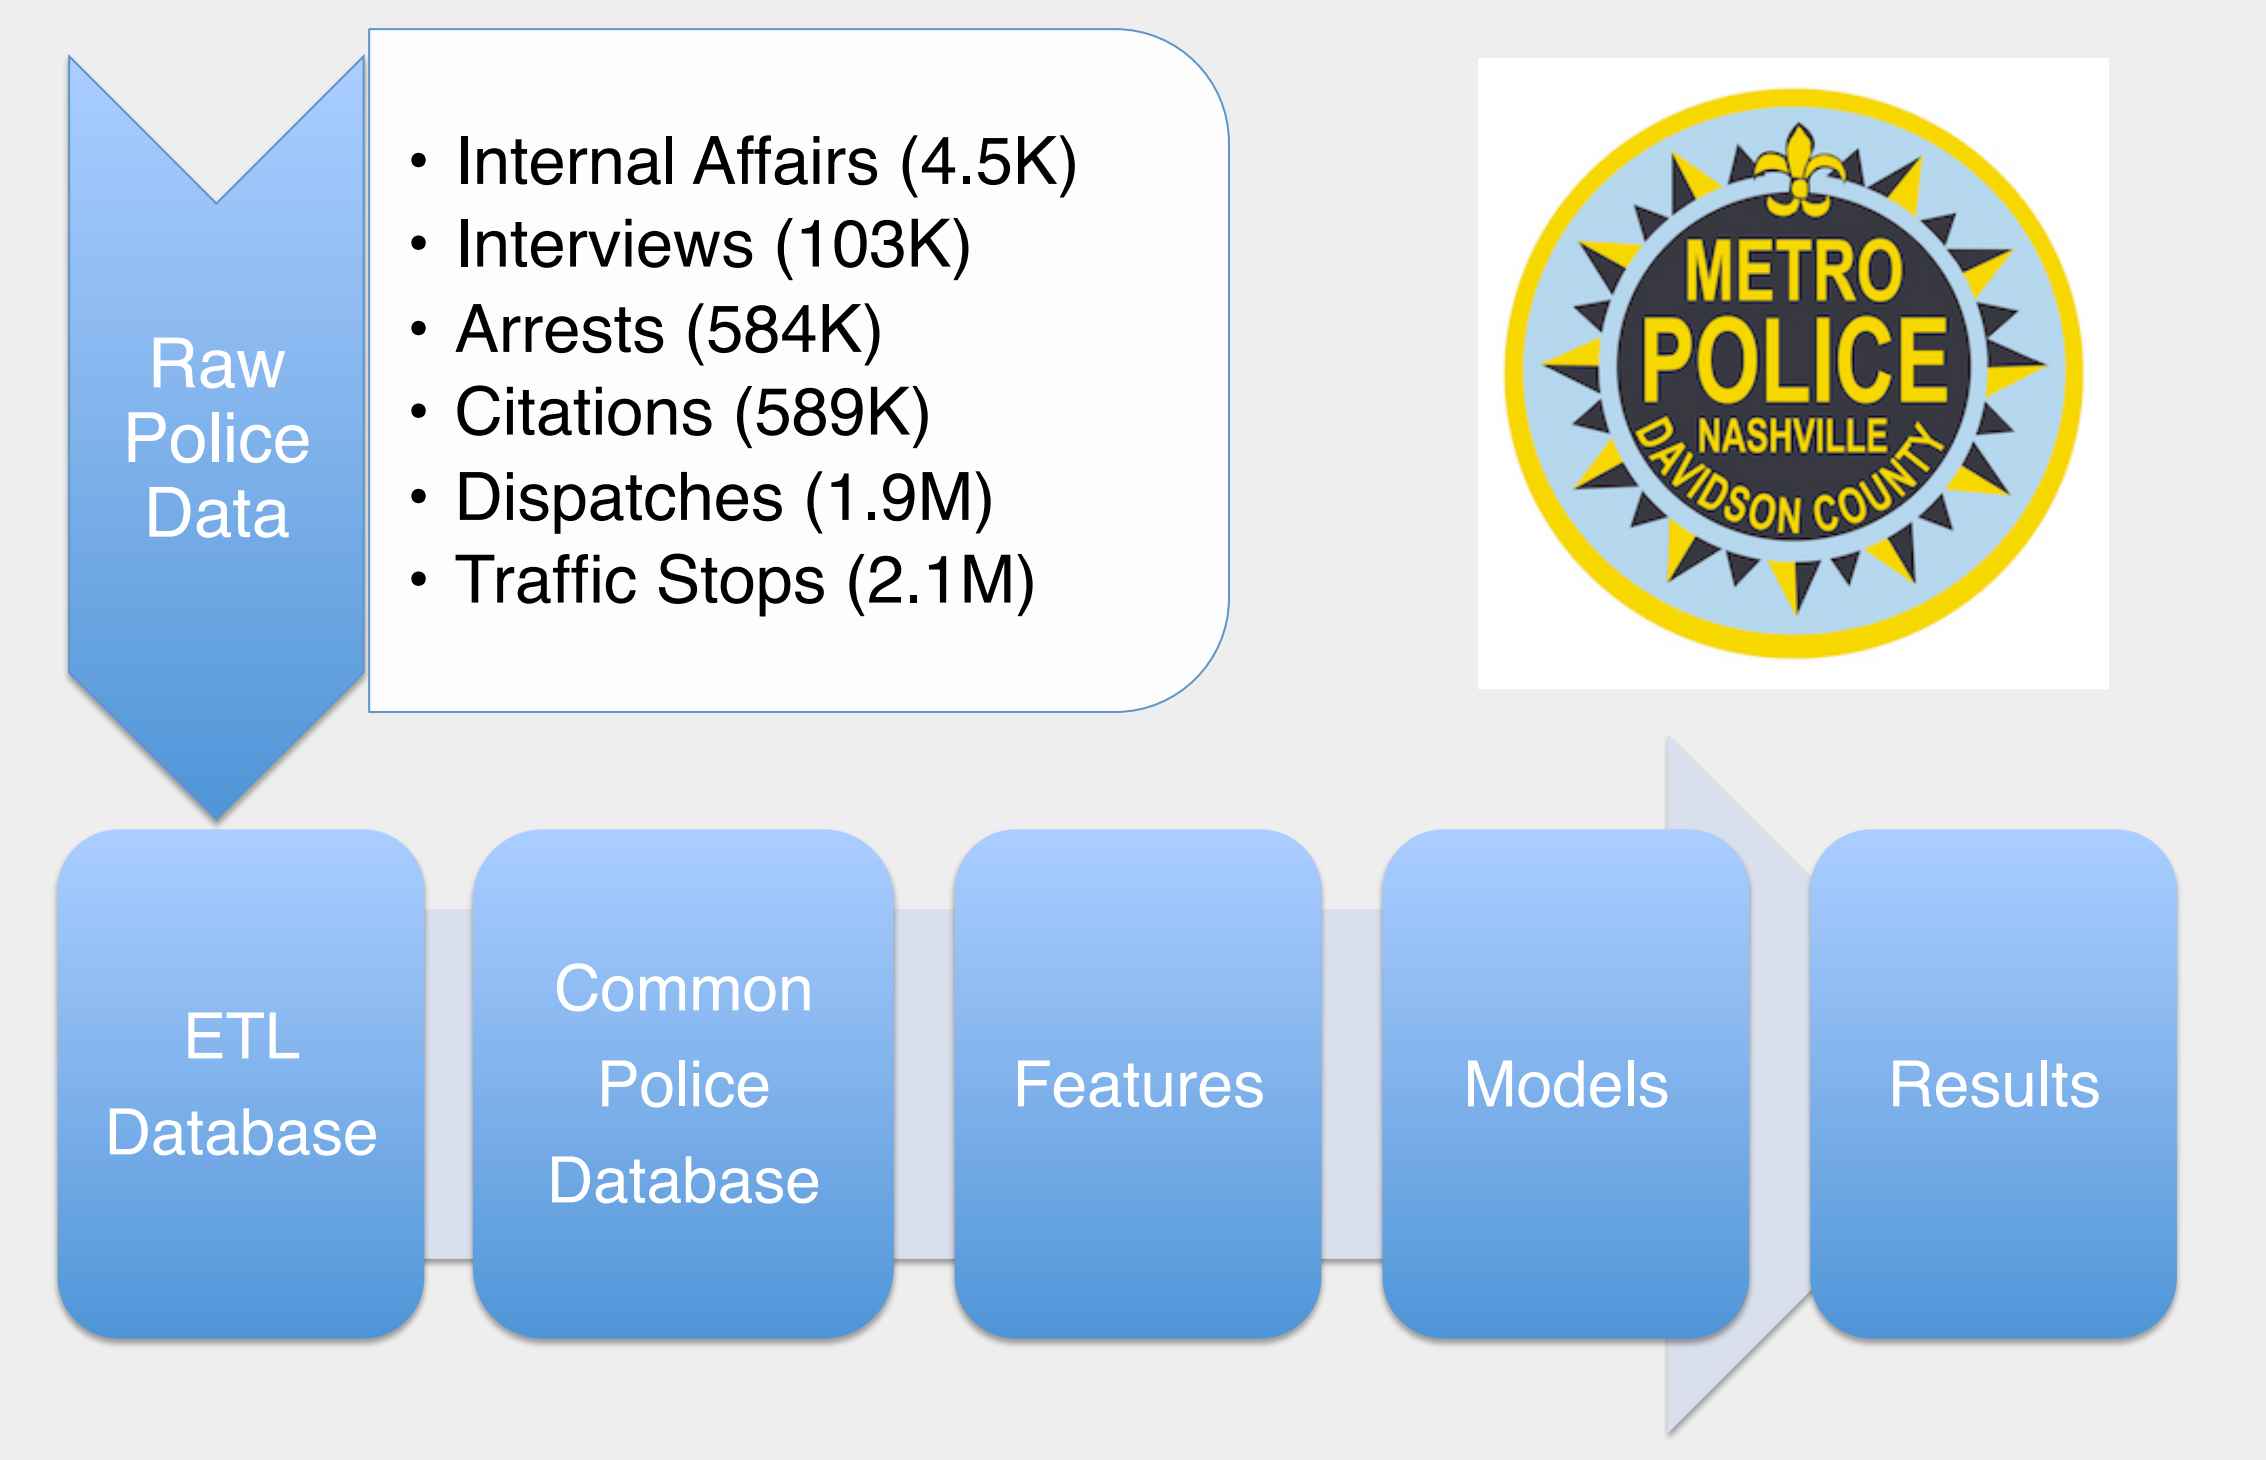 Raw
Police
Data
• Internal Affairs (4.5K)
• Interviews (103K)
• Arrests (584K)
• Citations (589K)
• Dispatches (1.9M)
• Traffic Stops (2.1M)
METRO
POLICE
NASHVILLE
DAVIDSON COUNTY
ETL
Database
Common
Police
Database
Features
Models
Results